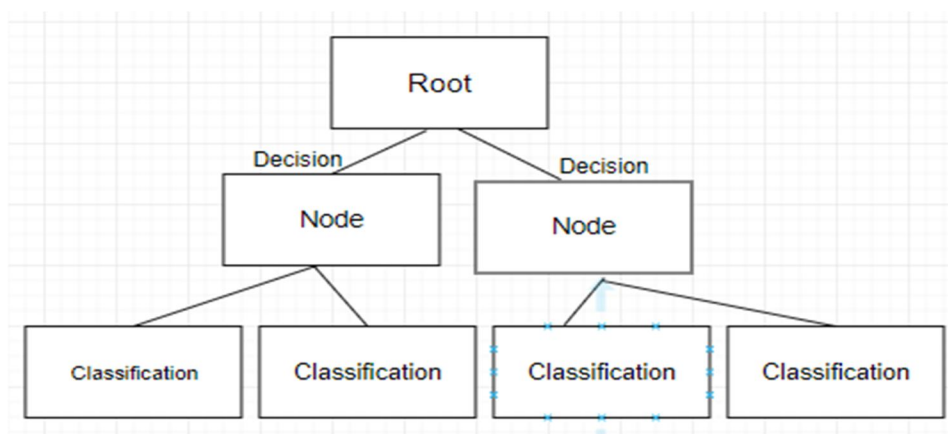 Root
Decision
Decision
Node
Node
Classification
Classification
Classification
Classification